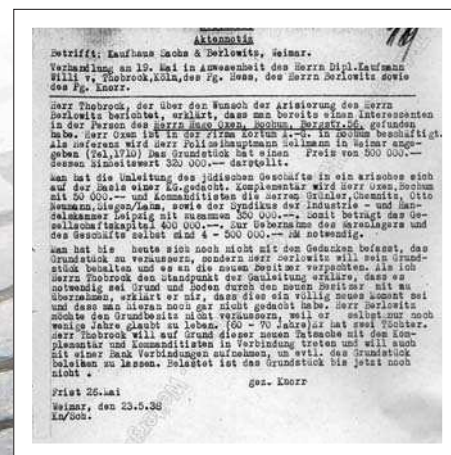 Aktennotiz
Betrifft: Kaufhaus Sachs & Berlowitz, Weimar.
Verhandlung am 19. Mai in Anwesenheit des Herrn Dipl.Kaufmann
Willi v. Thobrock,Köln,des Pg. Hess, des Herrn Berlowitz sowie
des Pg. Knorr.
Herr Thobrock, der über den Wunsch der Arisierung des Herrn
Berlowitz berichtet, erklärt, dass man bereits einen Interessenten
in der Person des Herrn Hugo Oxen, Bochum, Bergstr.56, gefunden
habe. Herr Oxen ist in der Firma Kortum A.-G. in Bochum beschäftigt.
Als Referenz wird Herr Polizeihauptmann Hellmann in Weimar ange-
geben (Tel.1710) Das Grundstück hat einen Preis von 500 000.--
dessen Einheitswert 320 000.-- darstellt.
Man hat die Umleitung des jüdischen Geschäfts in ein arisches sich
auf der Basis einer KG.gedacht. Komplementär wird Herr Oxen,Bochum
mit 50 000.-- und Kommanditisten die Herren Grünler,Chemnitz, Otto
Neumann,Siegen/Lahn, sowie der Syndikus der Industrie - und Han-
delskammer Leipzig mit zusammen 350 000.--. Somit beträgt das Ge-
sellschaftskapital 400 000.--. Zur Uebernahme des Warenlagers und
des Geschäfts selbst sind 4 - 500 000.-- RM notwendig.
Man hat bis heute sich noch nicht mit dem Gedanken befasst, das
Grundstück zu veräussern, sondern Herr Berlowitz will sein Grund-
stück behalten und es an die neuen Besitzer verpachten. Als ich
Herrn Thobrock den Standpunkt der Gauleitung erkläre, dass es
notwendig sei Grund und Boden durch den neuen Besitzer mit zu
übernehmen, erklärt er mir, dass dies ein völlig neues Moment sei
und dass man hieran noch gar nicht gedacht habe. Herr Berlowitz
möchte den Grundbesitz nicht veräussern, weil er selbst nur noch
wenige Jahre glaubt zu leben. (60 - 70 Jahre) Er hat zwei Töchter.
Herr Thobrock will auf Grund dieser neuen Tatsache mit dem Kom-
plementär und Kommanditisten in Verbindung treten und will auch
mit einer Bank Verbindungen aufnehmen, um evtl. das Grundstück
beleihen zu lassen. Belastet ist das Grundstück bis jetzt noch
nicht .
gez. Knorr
Frist 26.Mai
Weimar, den 23.5.38
Kn/Sch.